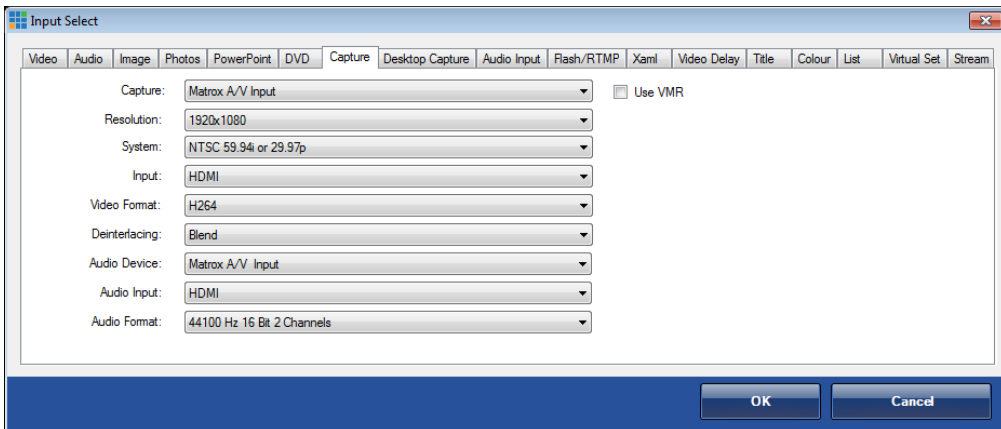 Input Select
Video Audio Image Photos PowerPoint DVD Capture Desktop Capture Audio Input Flash/RTMP Xaml Video Delay Title Colour List Virtual Set Stream
Capture: Matrox A/V Input Use VMR
Resolution: 1920x1080
System: NTSC 59.94i or 29.97p
Input: HDMI
Video Format: H264
Deinterlacing: Blend
Audio Device: Matrox A/V Input
Audio Input: HDMI
Audio Format: 44100 Hz 16 Bit 2 Channels
OK Cancel